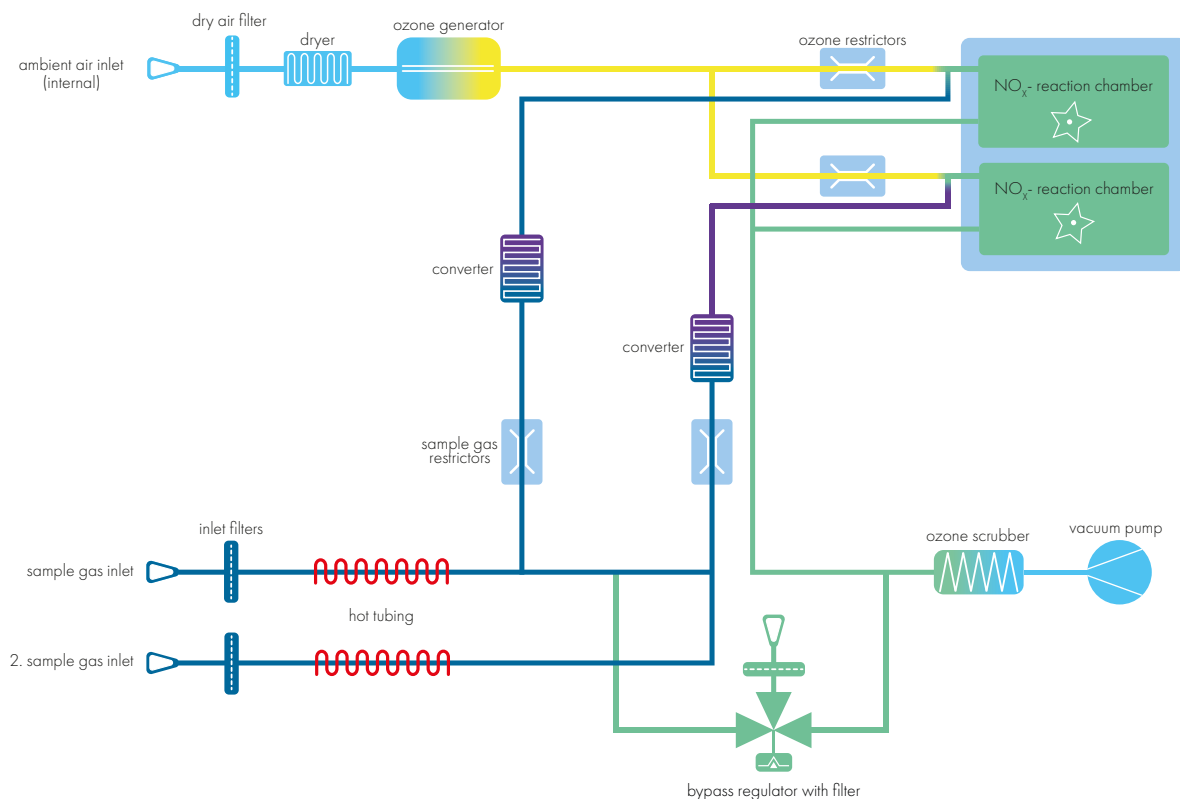 dry air filter
ozone generator
dryer
ozone restrictors
ambient air inlet
(internal)
NOx- reaction chamber
NOx- reaction chamber
converter
converter
sample gas
restrictors
inlet filters
vacuum pump
ozone scrubber
sample gas inlet
hot tubing
2. sample gas inlet
bypass regulator with filter